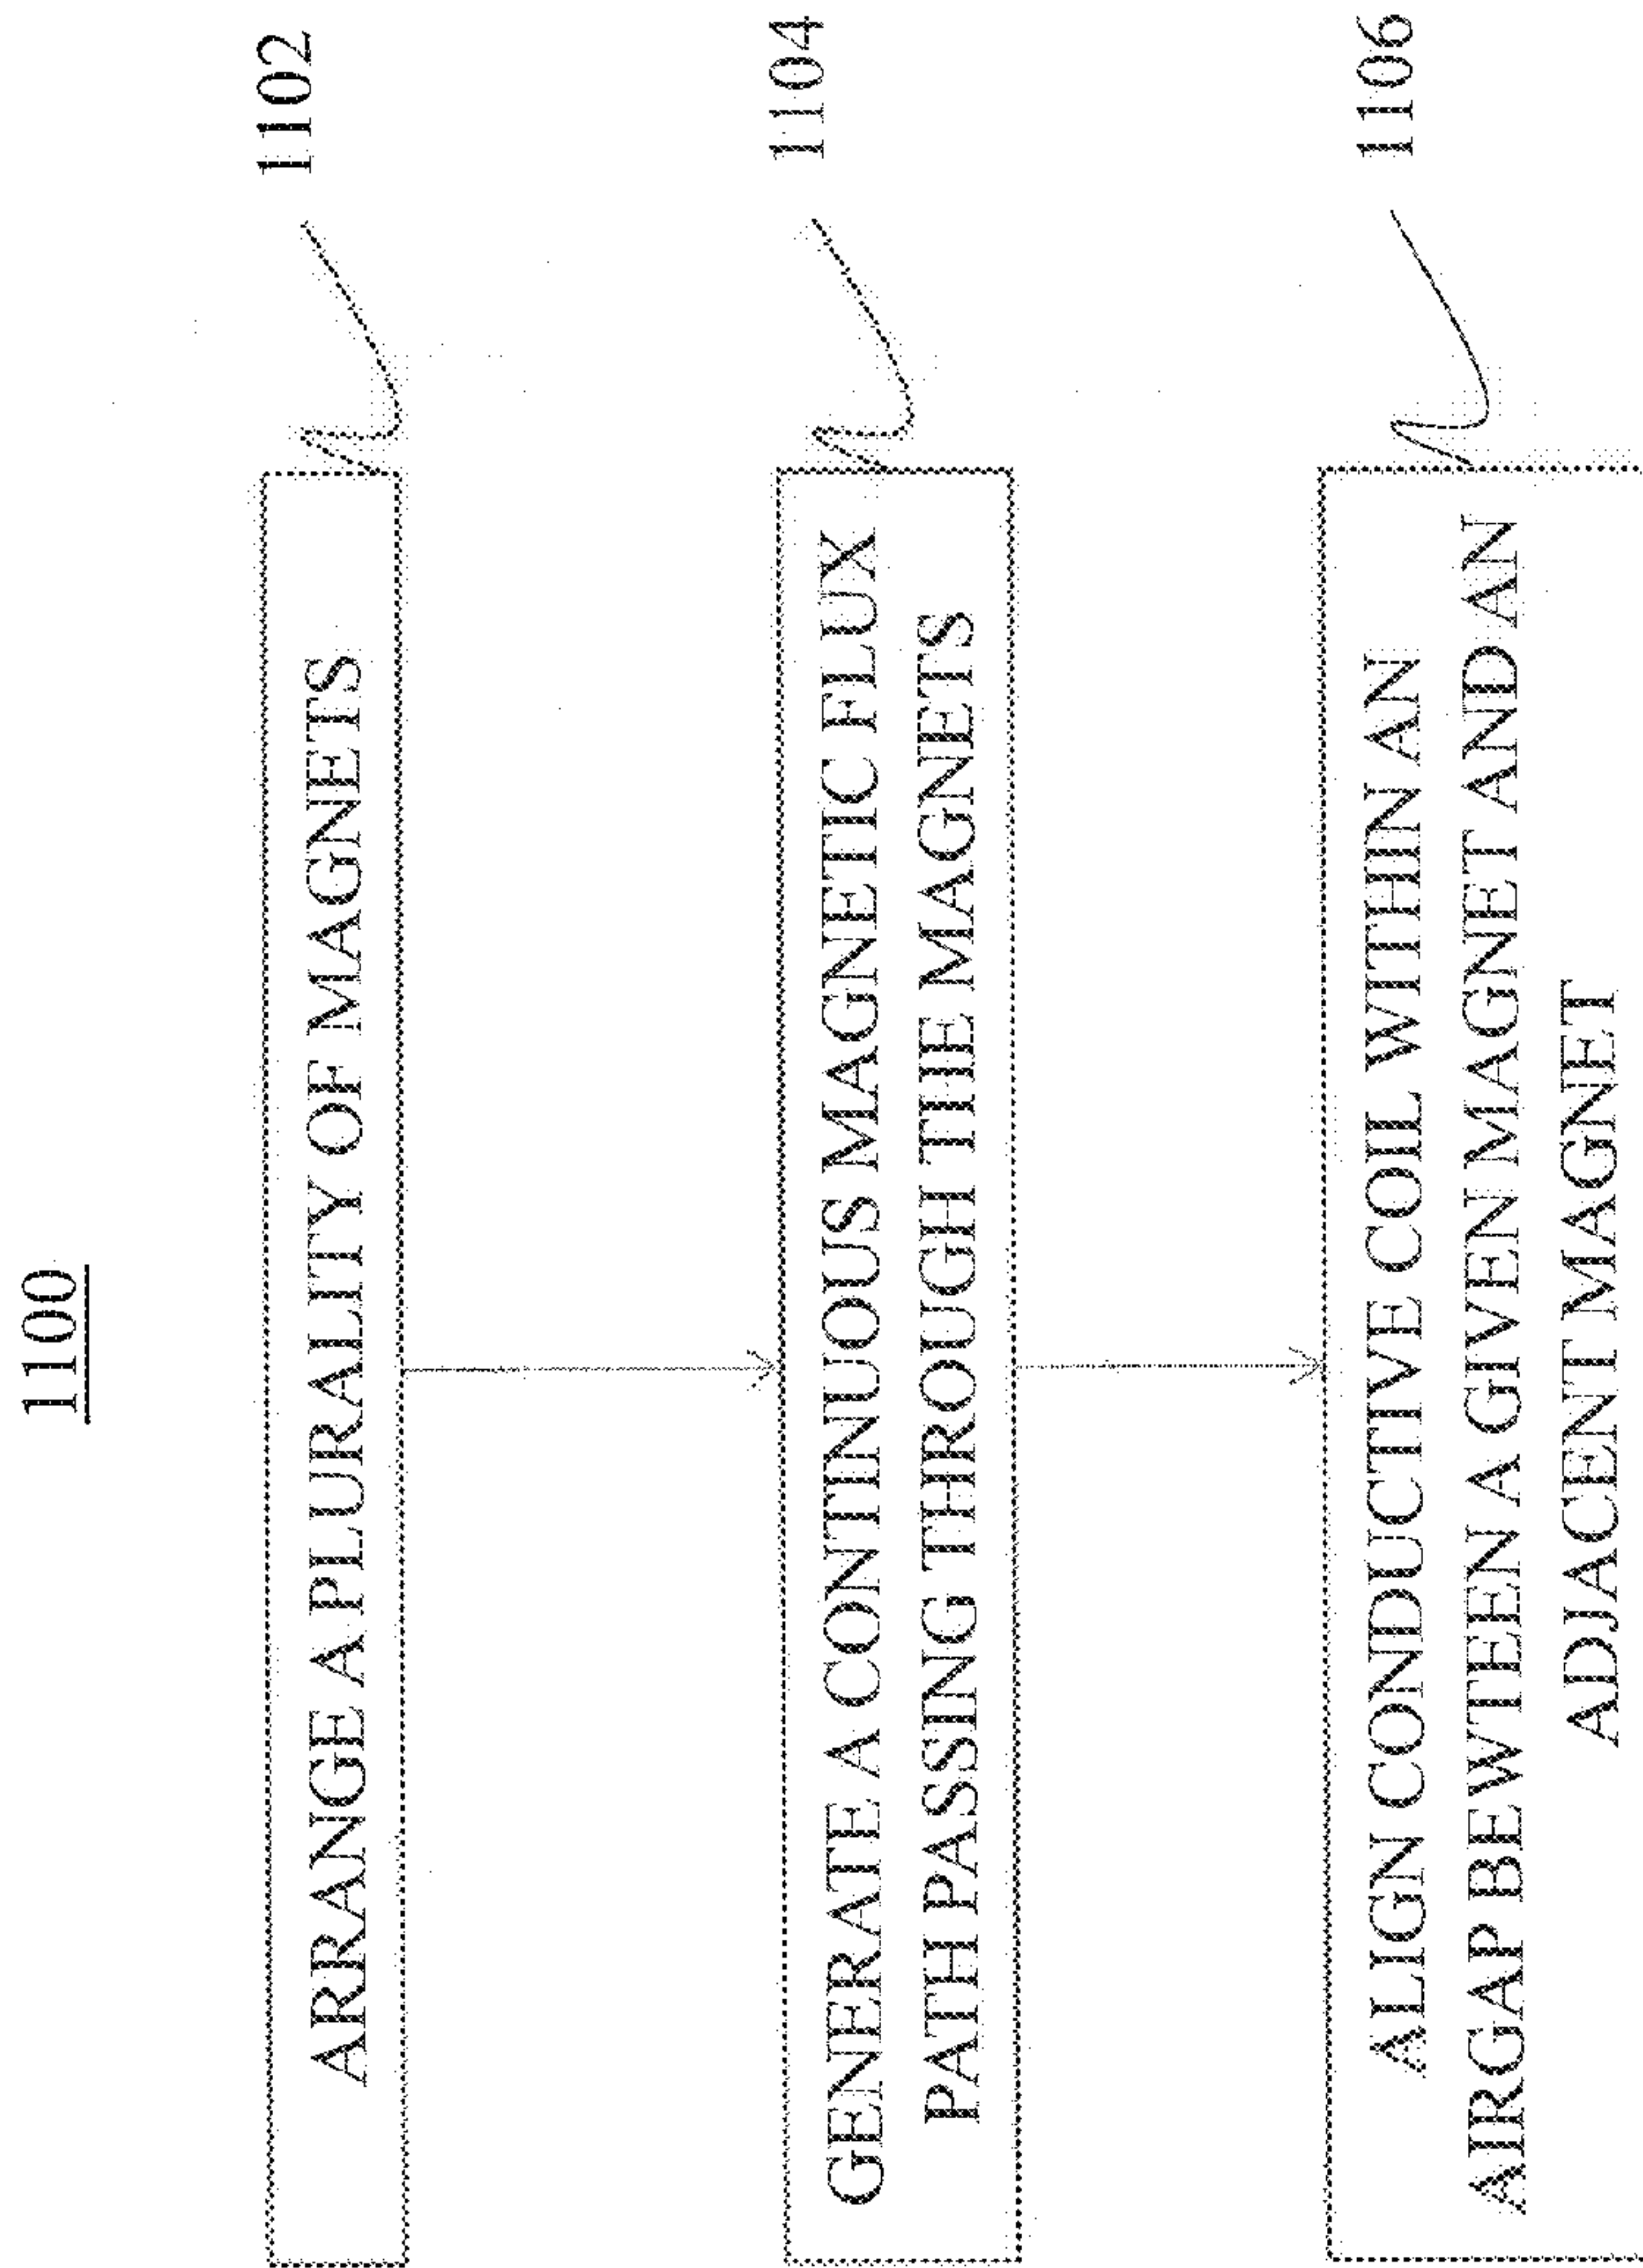 1100
ARRANGE A PLURALITY OF MAGNETS
1102
GENERATE A CONTINUOUS MAGNETIC FLUX
PATH PASSING THROUGH THE MAGNETS
1104
ALIGN CONDUCTIVE COIL WITHIN AN
AIRGAP BEWTEEN A GIVEN MAGNET AND AN
ADJACENT MAGNET
1106